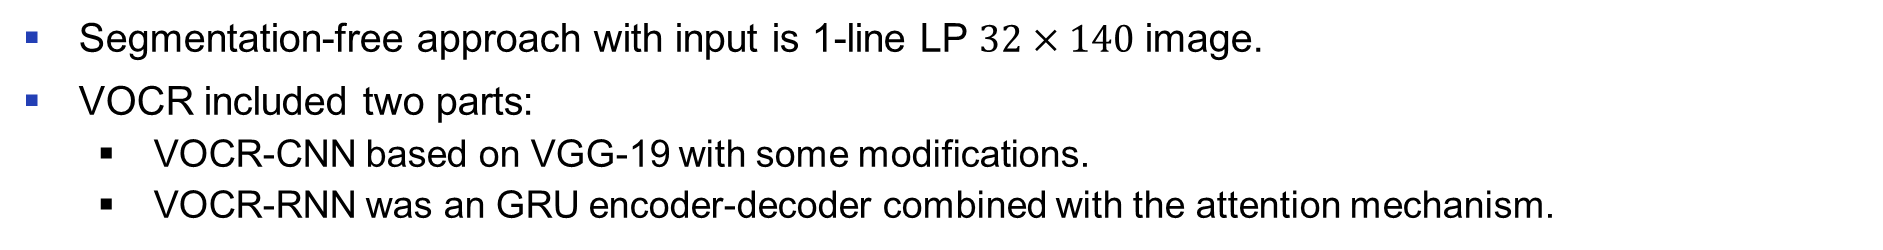 ▪ Segmentation-free approach with input is 1-line LP 32 × 140 image.
▪ VOCR included two parts:
▪ VOCR-CNN based on VGG-19 with some modifications.
▪ VOCR-RNN was an GRU encoder-decoder combined with the attention mechanism.